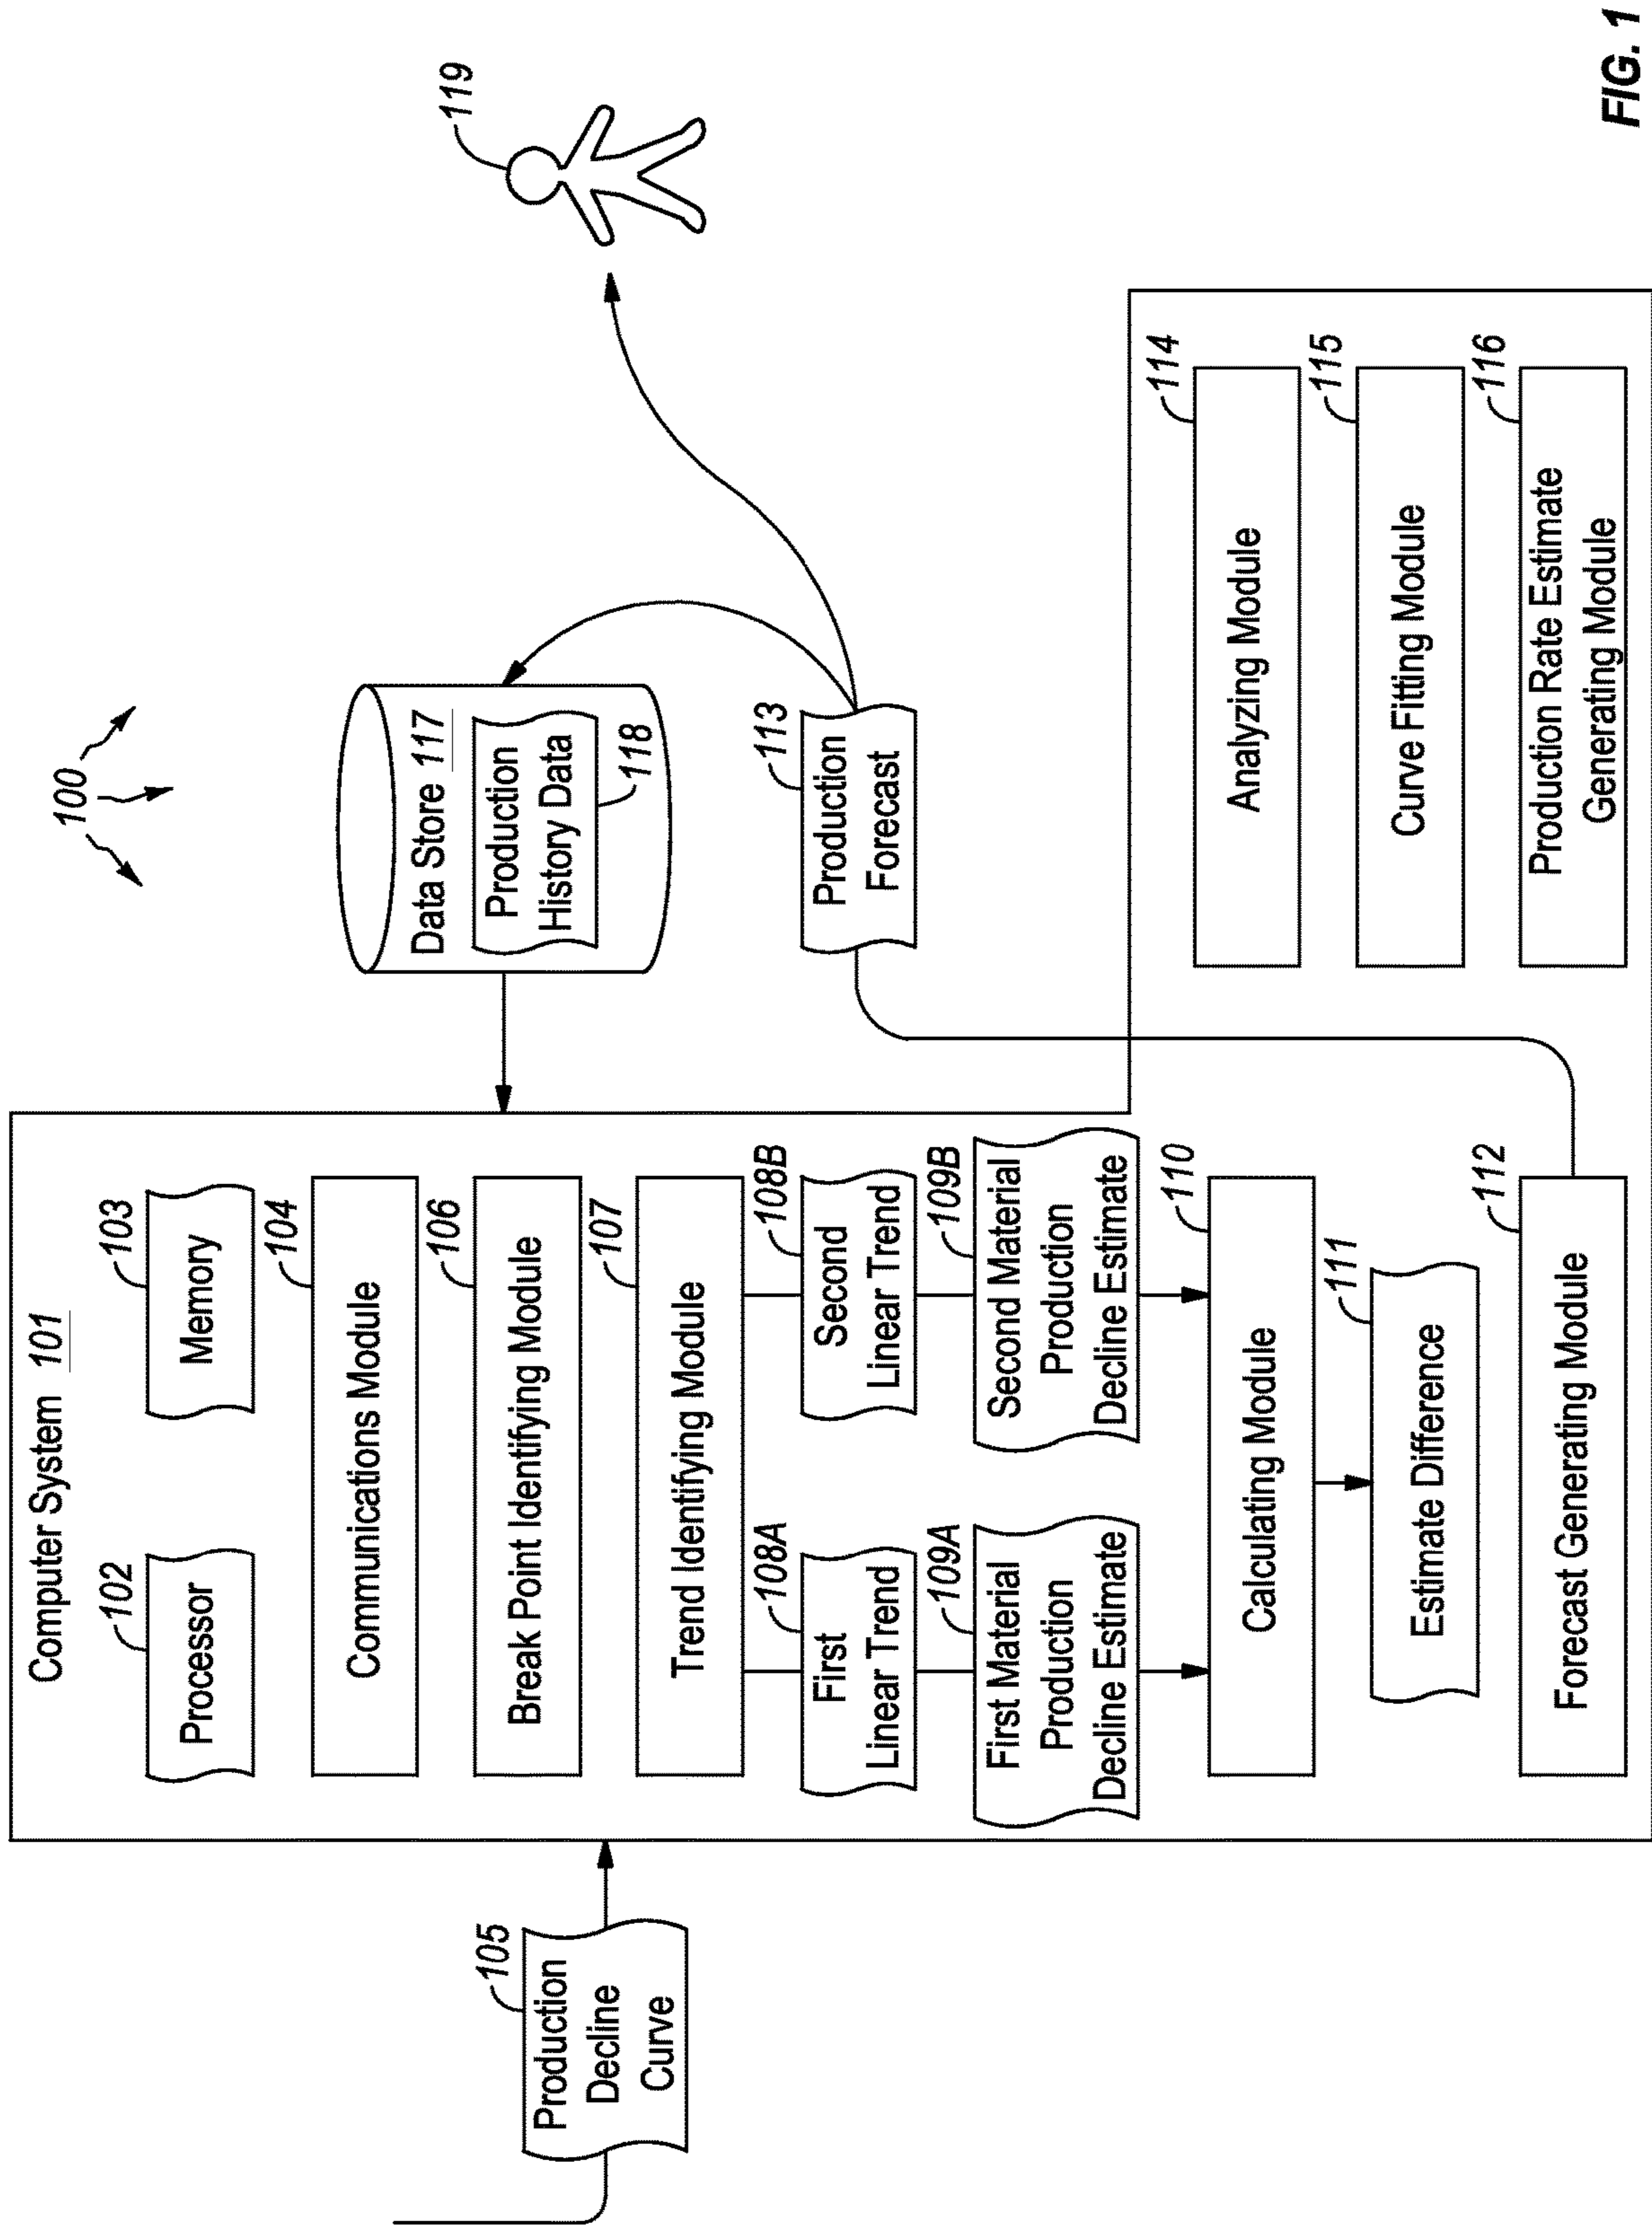 100
Computer System 101
102
Processor
103
Memory
104
Communications Module
105
Production
Decline
Curve
106
Break Point Identifying Module
107
Trend Identifying Module
108A
First
Linear Trend
108B
Second
Linear Trend
109A
First Material
Production
Decline Estimate
109B
Second Material
Production
Decline Estimate
110
Calculating Module
111
Estimate Difference
112
Forecast Generating Module
Data Store 117
Production
History Data
118
113
Production
Forecast
119
114
Analyzing Module
115
Curve Fitting Module
116
Production Rate Estimate
Generating Module
FIG. 1